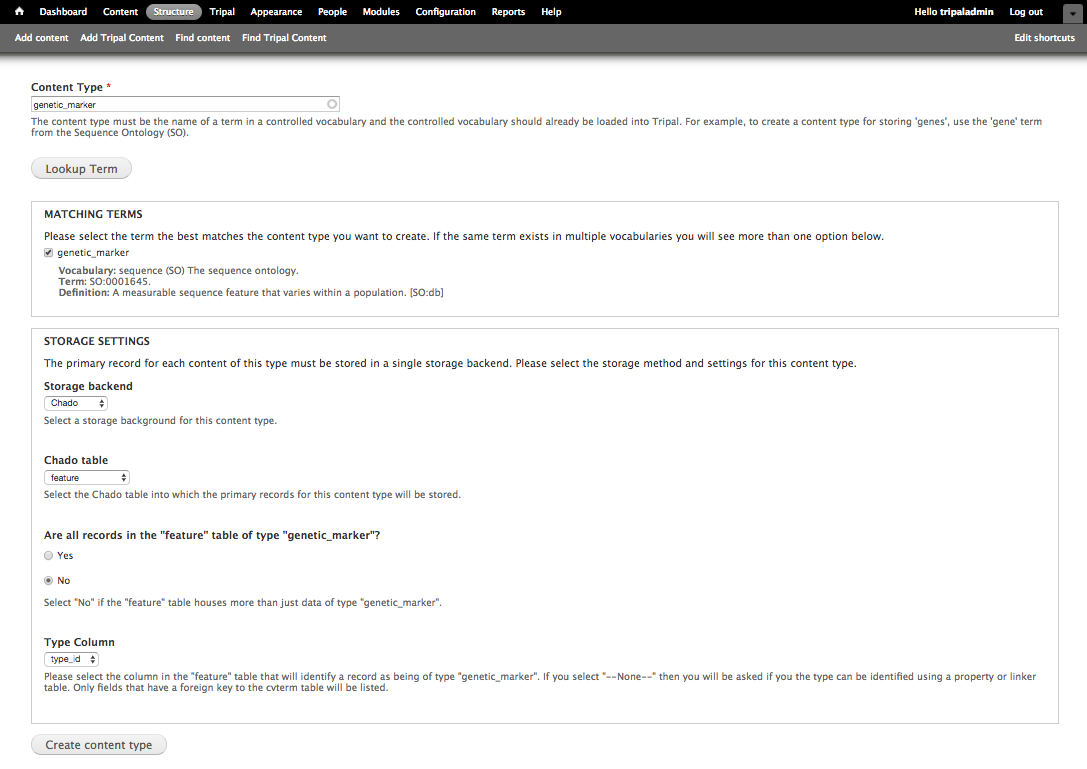 Dashboard Content Structure Tripal Appearance People Modules Configuration Reports Help Hello tripaladmin Log out
Add content Add Tripal Content Find content Find Tripal Content Edit shortcuts
Content Type *
genetic_marker
The content type must be the name of a term in a controlled vocabulary and the controlled vocabulary should already be loaded into Tripal. For example, to create a content type for storing 'genes', use the 'gene' term
from the Sequence Ontology (SO).
Lookup Term
MATCHING TERMS
Please select the term the best matches the content type you want to create. If the same term exists in multiple vocabularies you will see more than one option below.
genetic_marker
Vocabulary: sequence (SO) The sequence ontology.
Term: SO:0001645.
Definition: A measurable sequence feature that varies within a population. [SO:db]
STORAGE SETTINGS
The primary record for each content of this type must be stored in a single storage backend. Please select the storage method and settings for this content type.
Storage backend
Chado
Select a storage background for this content type.
Chado table
feature
Select the Chado table into which the primary records for this content type will be stored.
Are all records in the "feature" table of type "genetic_marker"?
Yes
No
Select "No" if the "feature" table houses more than just data of type "genetic_marker".
Type Column
type_id
Please select the column in the "feature" table that will identify a record as being of type "genetic_marker". If you select "--None--" then you will be asked if you the type can be identified using a property or linker
table. Only fields that have a foreign key to the cvterm table will be listed.
Create content type